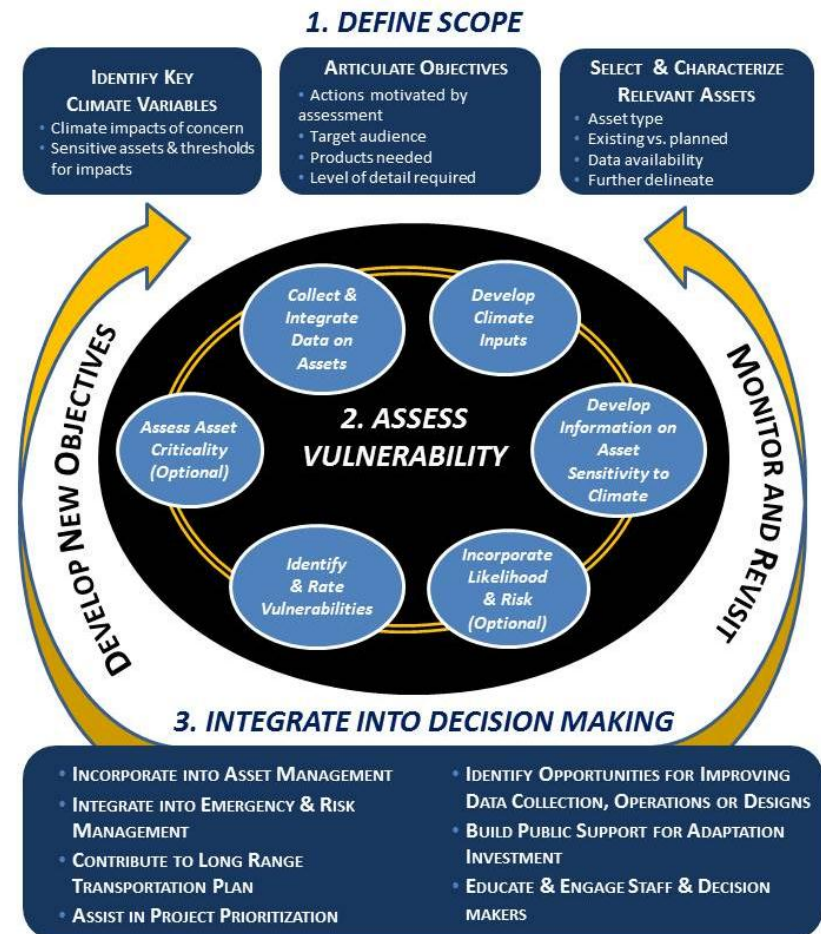 1. DEFINE SCOPE
IDENTIFY KEY
CLIMATE VARIABLES
• Climate impacts of concern
• Sensitive assets & thresholds
for impacts
ARTICULATE OBJECTIVES
• Actions motivated by
assessment
• Target audience
• Products needed
• Level of detail required
SELECT & CHARACTERIZE
RELEVANT ASSETS
• Asset type
• Existing vs. planned
• Data availability
• Further delineate
DEVELOP NEW OBJECTIVES
MONITOR AND REVISIT
2. ASSESS
VULNERABILITY
Collect &
Integrate
Data on
Assets
Develop
Climate
Inputs
Develop
Information on
Asset
Sensitivity to
Climate
Incorporate
Likelihood
& Risk
(Optional)
Identify
& Rate
Vulnerabilities
Assess Asset
Criticality
(Optional)
3. INTEGRATE INTO DECISION MAKING
• INCORPORATE INTO ASSET MANAGEMENT
• INTEGRATE INTO EMERGENCY & RISK
MANAGEMENT
• CONTRIBUTE TO LONG RANGE
TRANSPORTATION PLAN
• ASSIST IN PROJECT PRIORITIZATION
• IDENTIFY OPPORTUNITIES FOR IMPROVING
DATA COLLECTION, OPERATIONS OR DESIGNS
• BUILD PUBLIC SUPPORT FOR ADAPTATION
INVESTMENT
• EDUCATE & ENGAGE STAFF & DECISION
MAKERS